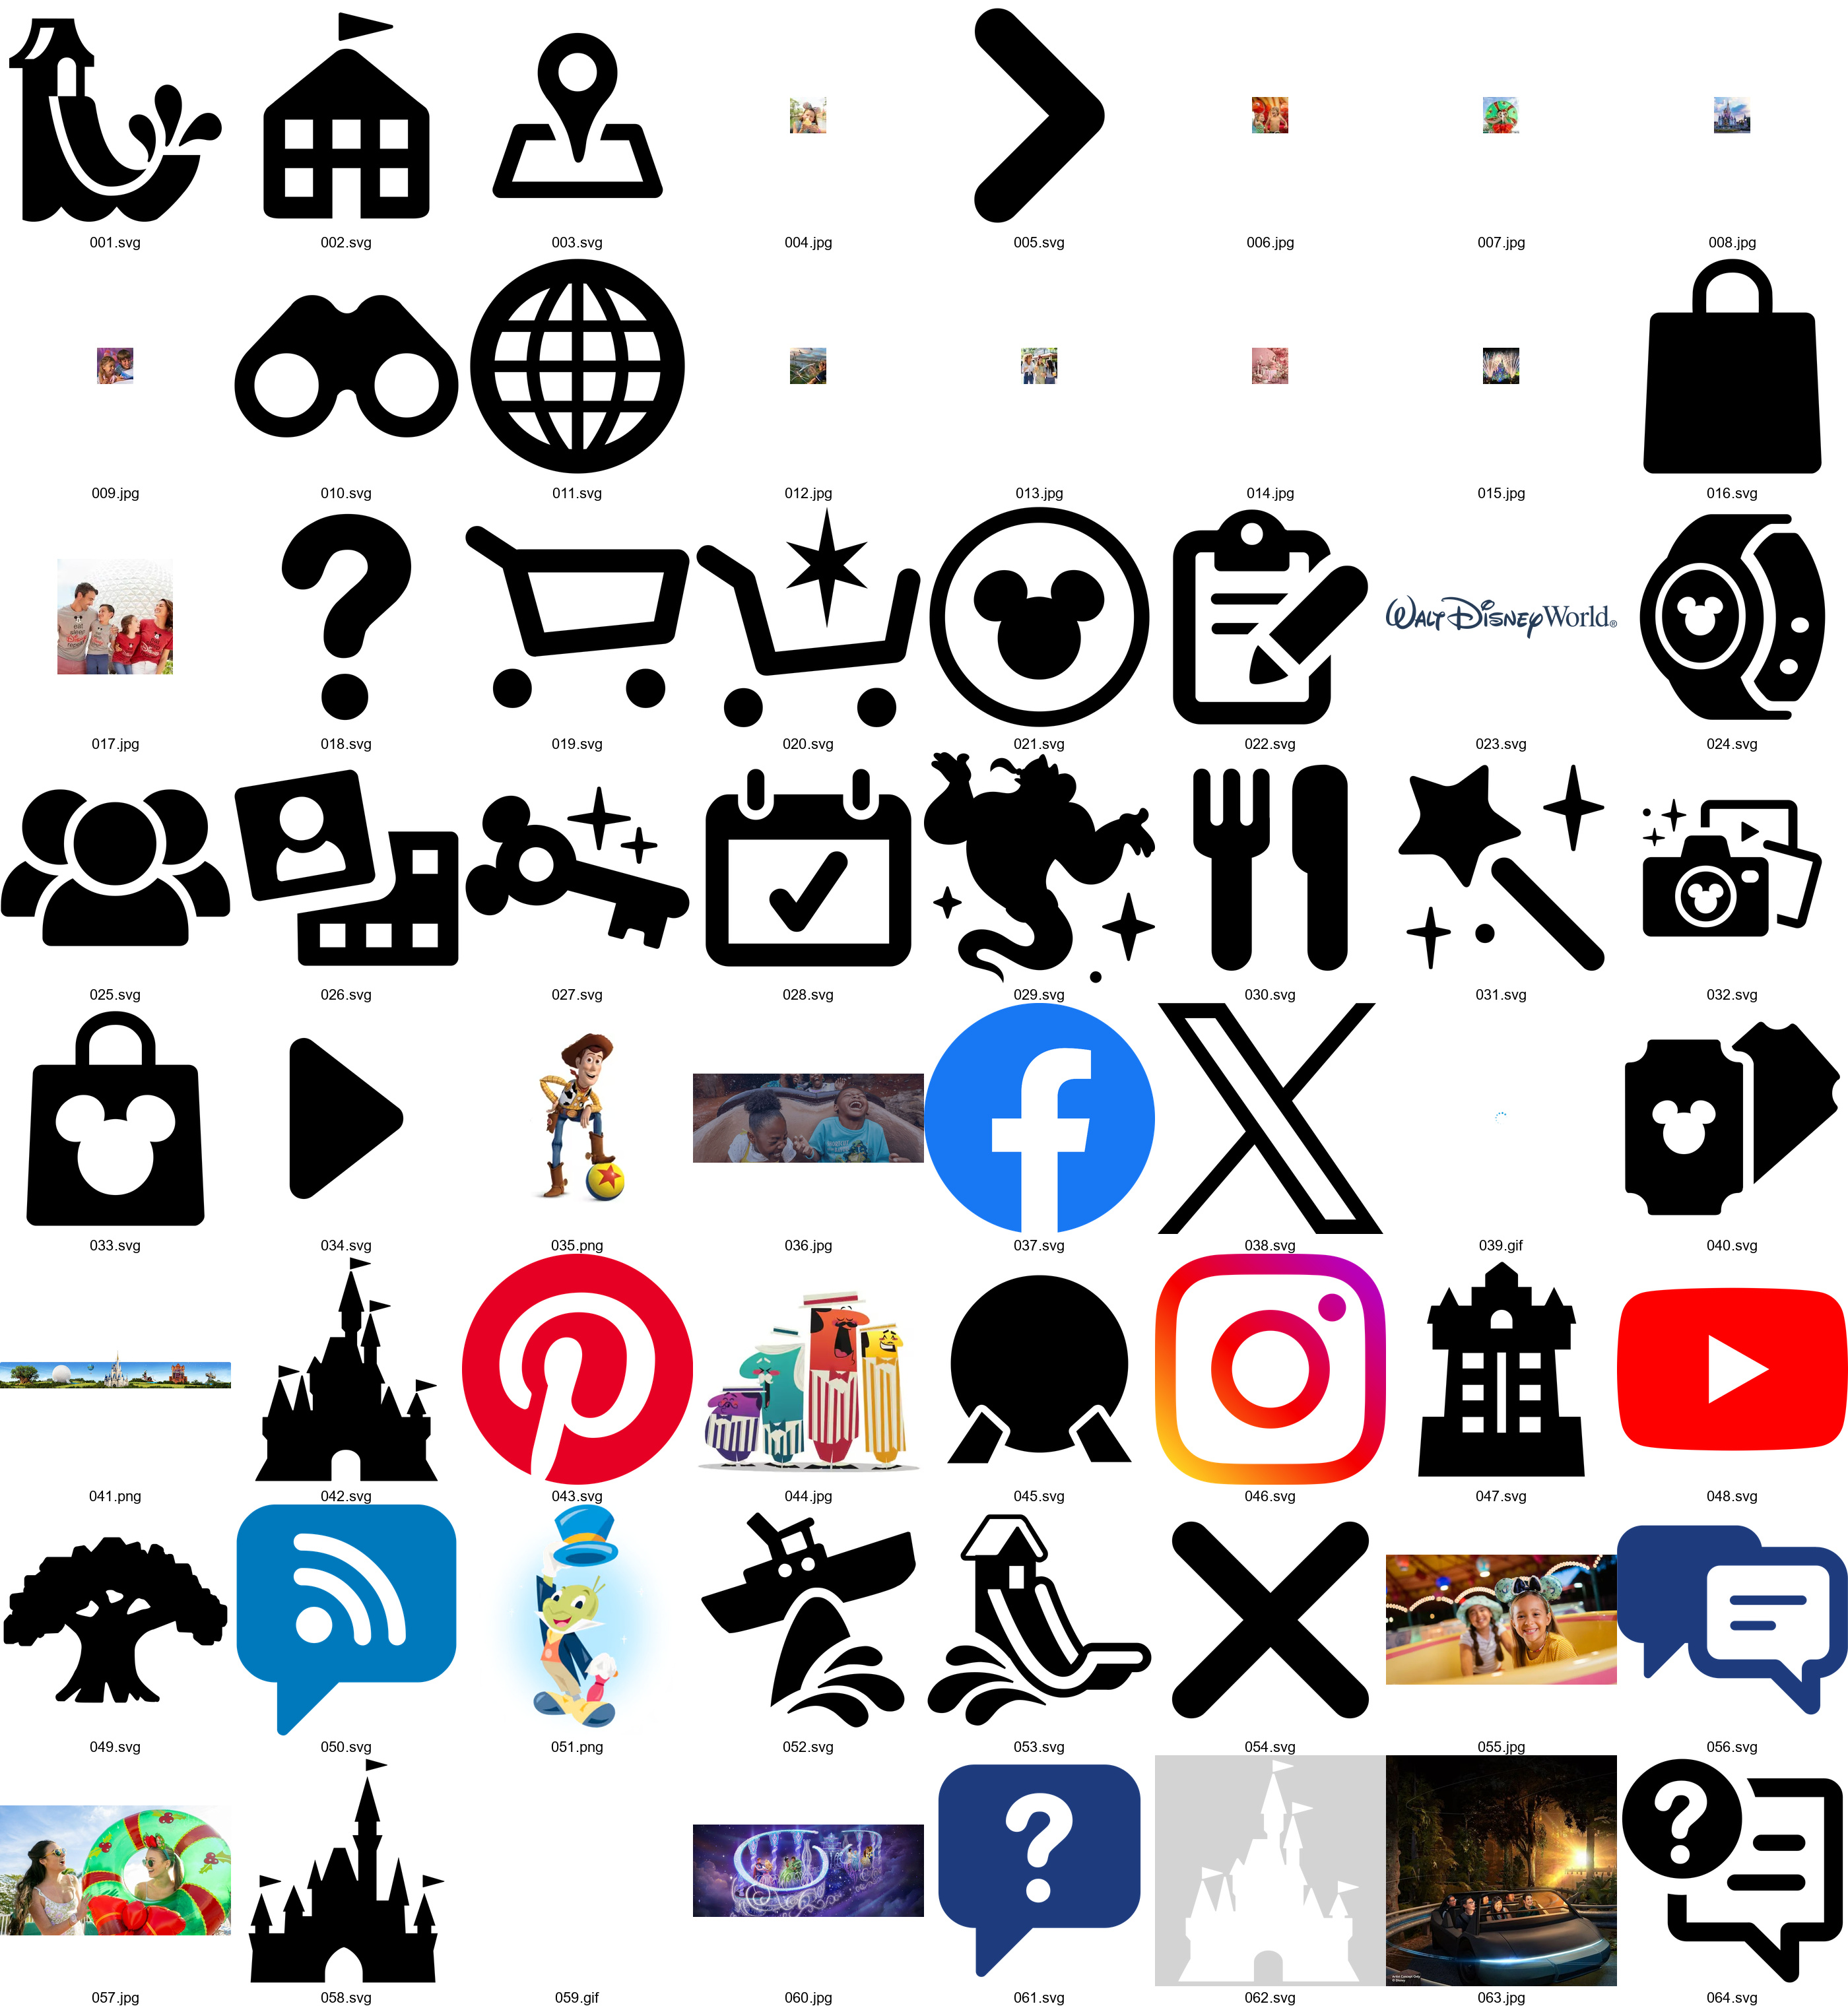 001.svg 002.svg 003.svg 004.jpg 005.svg 006.jpg 007.jpg 008.jpg
009.jpg 010.svg 011.svg 012.jpg 013.jpg 014.jpg 015.jpg 016.svg
eat
sleep
WALT DISNEY World®
017.jpg 018.svg 019.svg 020.svg 021.svg 022.svg 023.svg 024.svg
025.svg 026.svg 027.svg 028.svg 029.svg 030.svg 031.svg 032.svg
033.svg 034.svg 035.png 036.jpg 037.svg 038.svg 039.gif 040.svg
041.png 042.svg 043.svg 044.jpg 045.svg 046.svg 047.svg 048.svg
049.svg 050.svg 051.png 052.svg 053.svg 054.svg 055.jpg 056.svg
Artist Concept Only
© Disney
057.jpg 058.svg 059.gif 060.jpg 061.svg 062.svg 063.jpg 064.svg